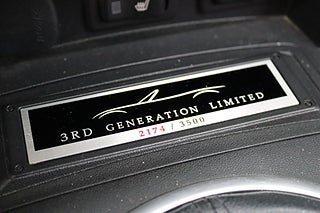 3RD GENERATION LIMITED
2174 / 3500